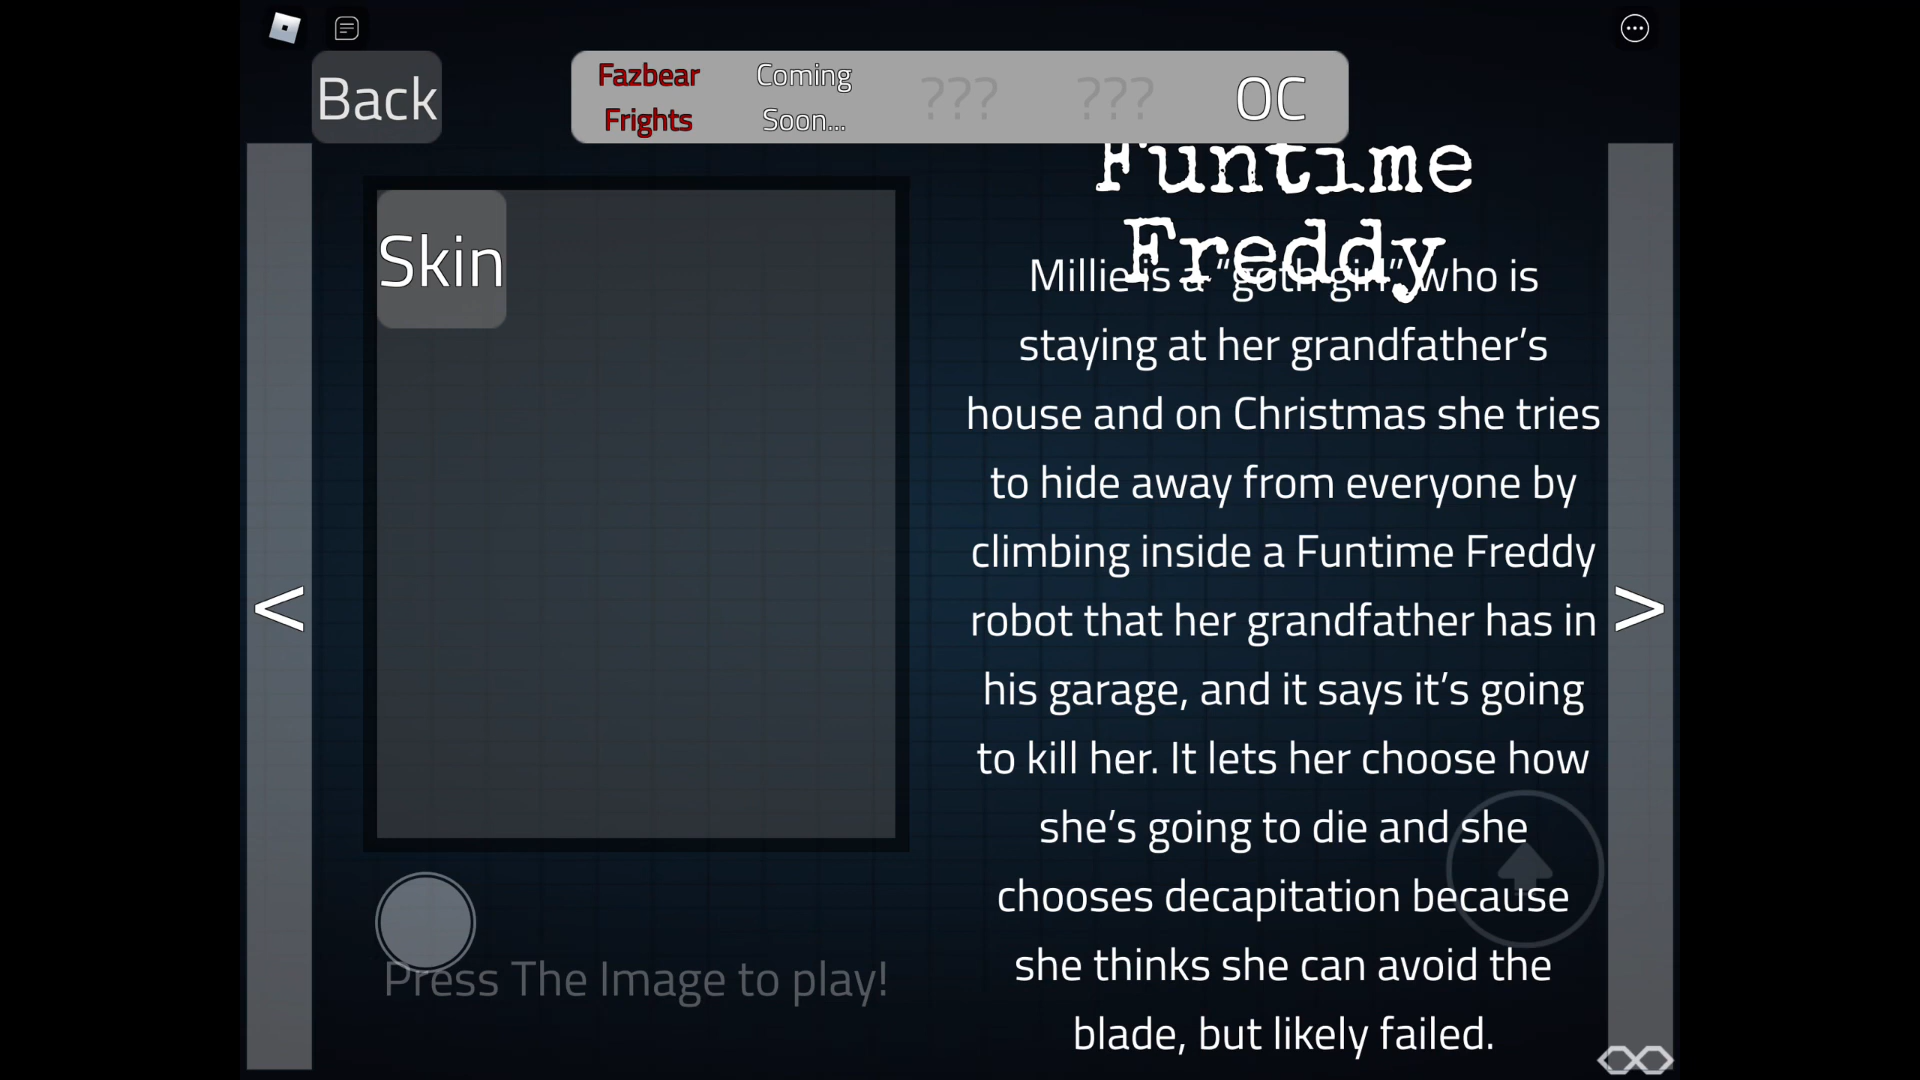 Back
Fazbear
Frights
Coming
Soon...
???
???
OC
Skin
Funtime
Freddy
Millie is a “goth girl” who is
staying at her grandfather’s
house and on Christmas she tries
to hide away from everyone by
climbing inside a Funtime Freddy
robot that her grandfather has in
his garage, and it says it’s going
to kill her. It lets her choose how
she’s going to die and she
chooses decapitation because
she thinks she can avoid the
blade, but likely failed.
<
>
Press The Image to play!